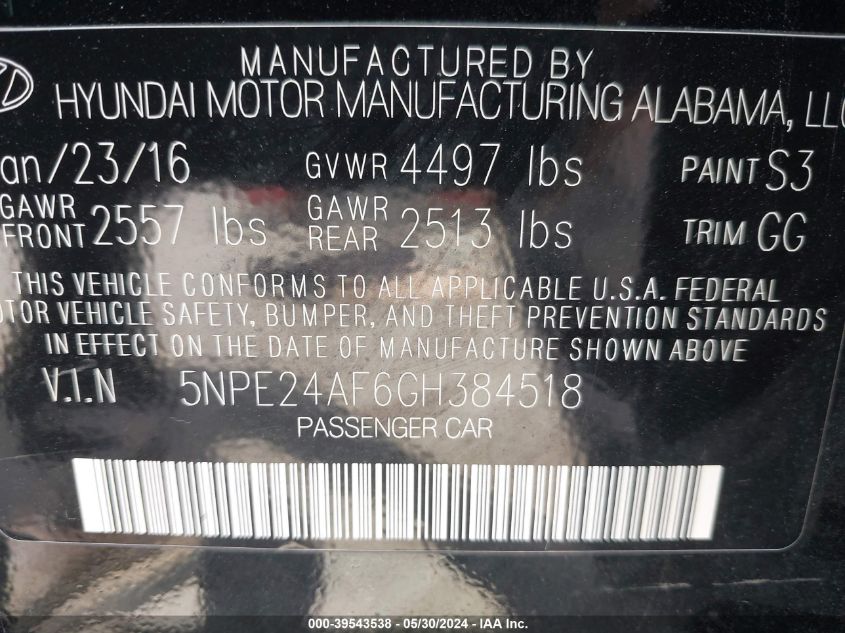 MANUFACTURED BY
HYUNDAI MOTOR MANUFACTURING ALABAMA, LLC
an/23/16 GVWR 4497 lbs PAINT S3
GAWR FRONT 2557 lbs GAWR REAR 2513 lbs TRIM GG
THIS VEHICLE CONFORMS TO ALL APPLICABLE U.S.A. FEDERAL
OTOR VEHICLE SAFETY, BUMPER, AND THEFT PREVENTION STANDARDS
IN EFFECT ON THE DATE OF MANUFACTURE SHOWN ABOVE
V.I.N 5NPE24AF6GH384518
PASSENGER CAR
000-39543538 - 05/30/2024 - IAA Inc.